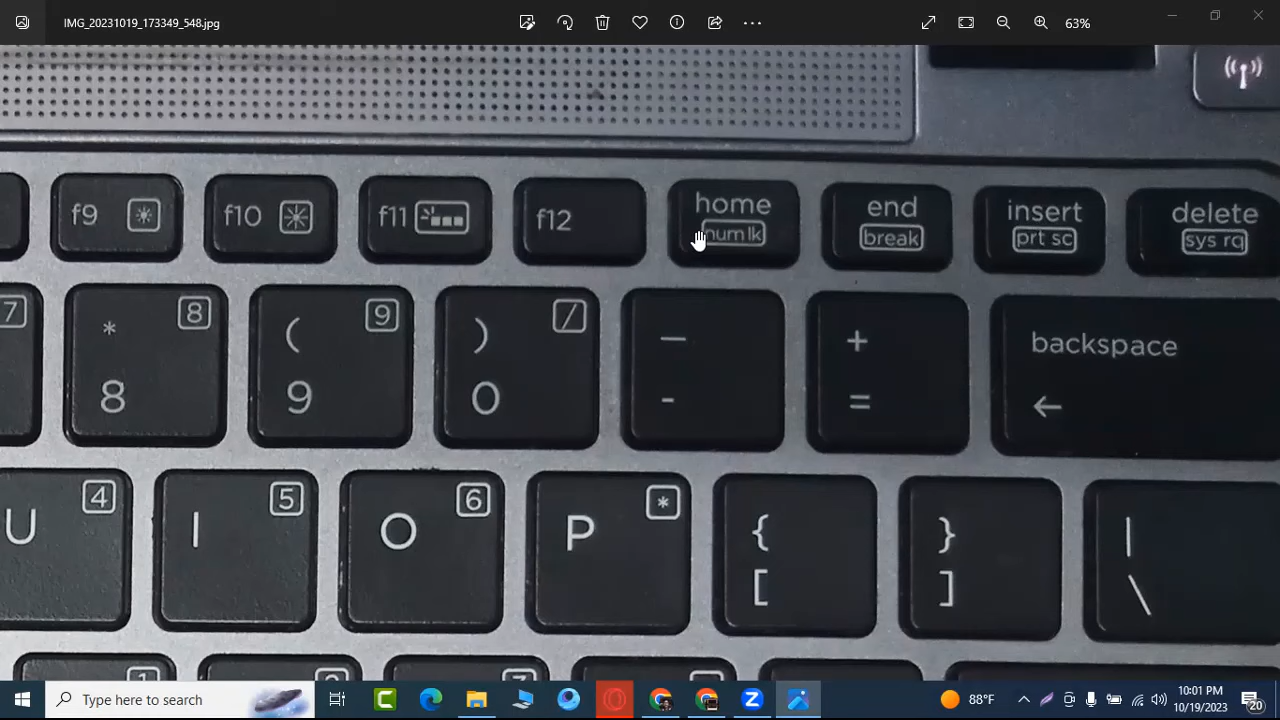 IMG_20231019_173349_548.jpg
63%
f9
f10
f11
f12
home
num lk
end
break
insert
prt sc
delete
sys rq
7
*
8
8
(
9
9
)
/
0
—
-
+
=
backspace
←
U
4
I
5
O
6
P
*
{
[
}
]
|
\
Type here to search
88°F
10:01 PM
10/19/2023
20